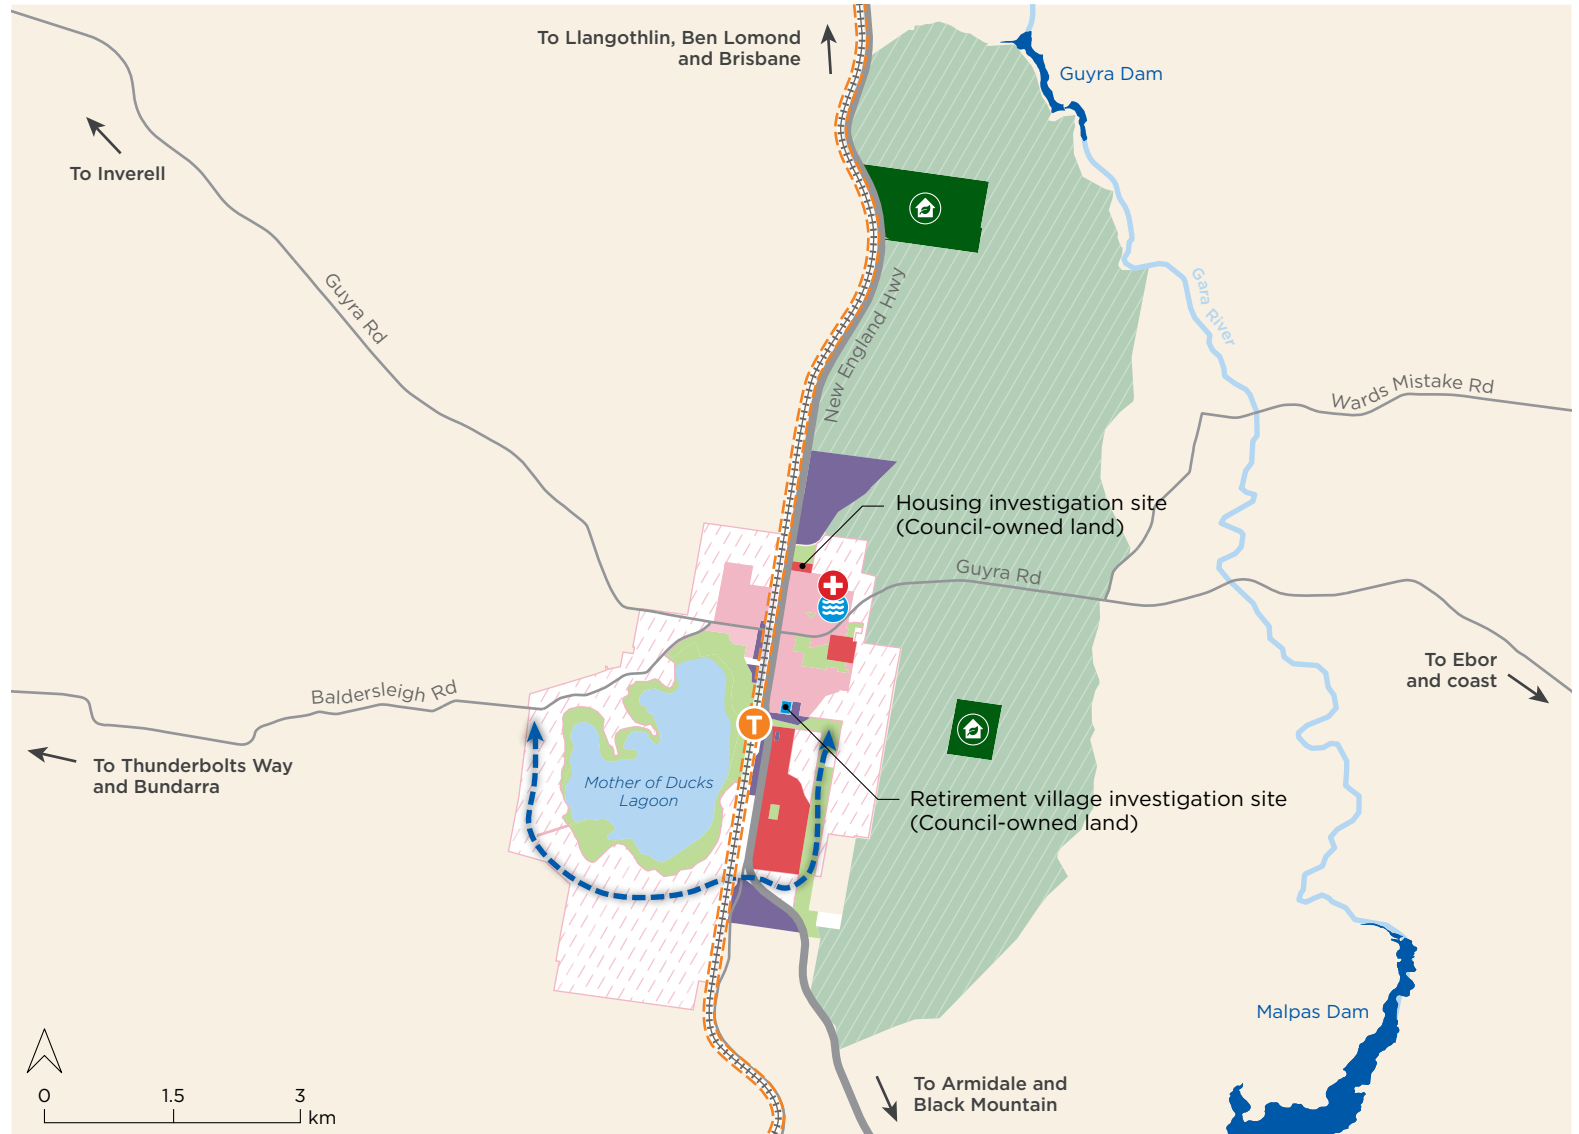 To Llangothlin, Ben Lomond
and Brisbane
Guyra Dam
To Inverell
Guyra Rd
New England Hwy
Gara River
Wards Mistake Rd
Housing investigation site
(Council-owned land)
Guyra Rd
To Ebor
and coast
Baldersleigh Rd
T
To Thunderbolts Way
and Bundarra
Mother of Ducks
Lagoon
Retirement village investigation site
(Council-owned land)
Malpas Dam
To Armidale and
Black Mountain
0 1.5 3
km